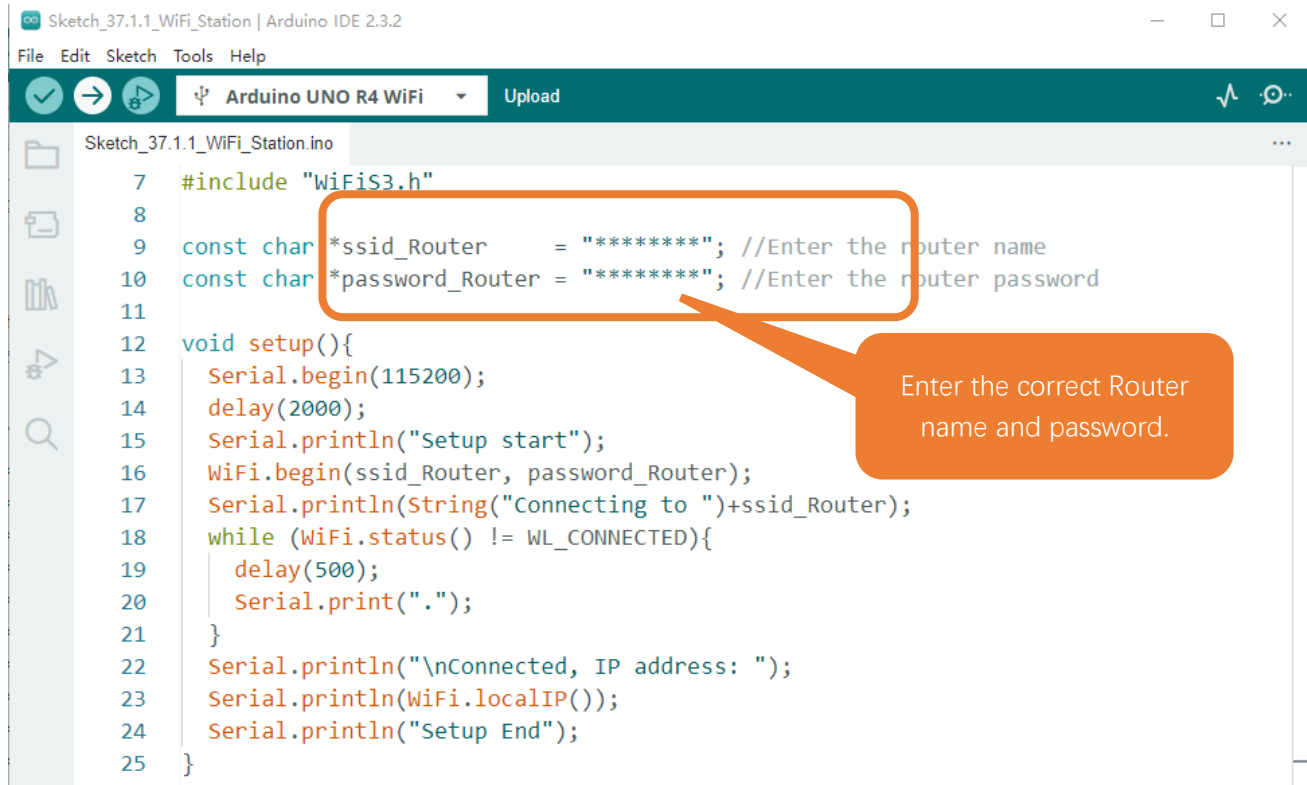 Sketch_37.1.1_WiFi_Station | Arduino IDE 2.3.2
File Edit Sketch Tools Help
Arduino UNO R4 WiFi Upload
Sketch_37.1.1_WiFi_Station.ino
7 #include "WiFiS3.h"
8
9 const char *ssid_Router     = "********"; //Enter the router name
10 const char *password_Router = "********"; //Enter the router password
11
12 void setup(){
13   Serial.begin(115200);
14   delay(2000);
15   Serial.println("Setup start");
16   WiFi.begin(ssid_Router, password_Router);
17   Serial.println(String("Connecting to ")+ssid_Router);
18   while (WiFi.status() != WL_CONNECTED){
19     delay(500);
20     Serial.print(".");
21   }
22   Serial.println("\nConnected, IP address: ");
23   Serial.println(WiFi.localIP());
24   Serial.println("Setup End");
25 }
Enter the correct Router
name and password.